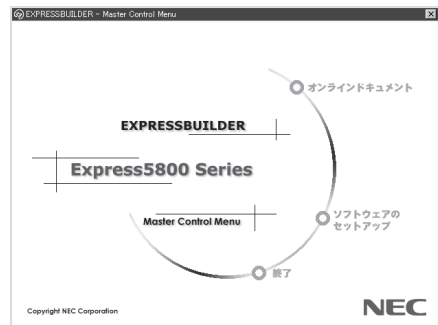 EXPRESSBUILDER - Master Control Menu
オンラインドキュメント
EXPRESSBUILDER
Express5800 Series
Master Control Menu
ソフトウェアの
セットアップ
終了
Copyright NEC Corporation
NEC